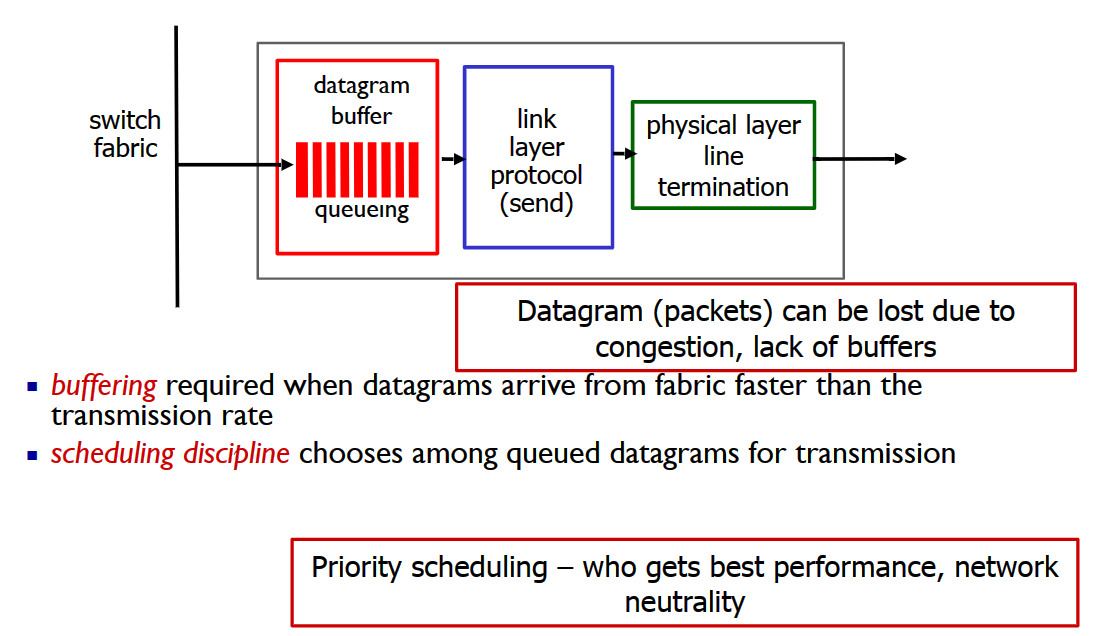 switch
fabric
datagram
buffer
queueing
link
layer
protocol
(send)
physical layer
line
termination
Datagram (packets) can be lost due to
congestion, lack of buffers
buffering required when datagrams arrive from fabric faster than the
transmission rate
scheduling discipline chooses among queued datagrams for transmission
Priority scheduling – who gets best performance, network
neutrality